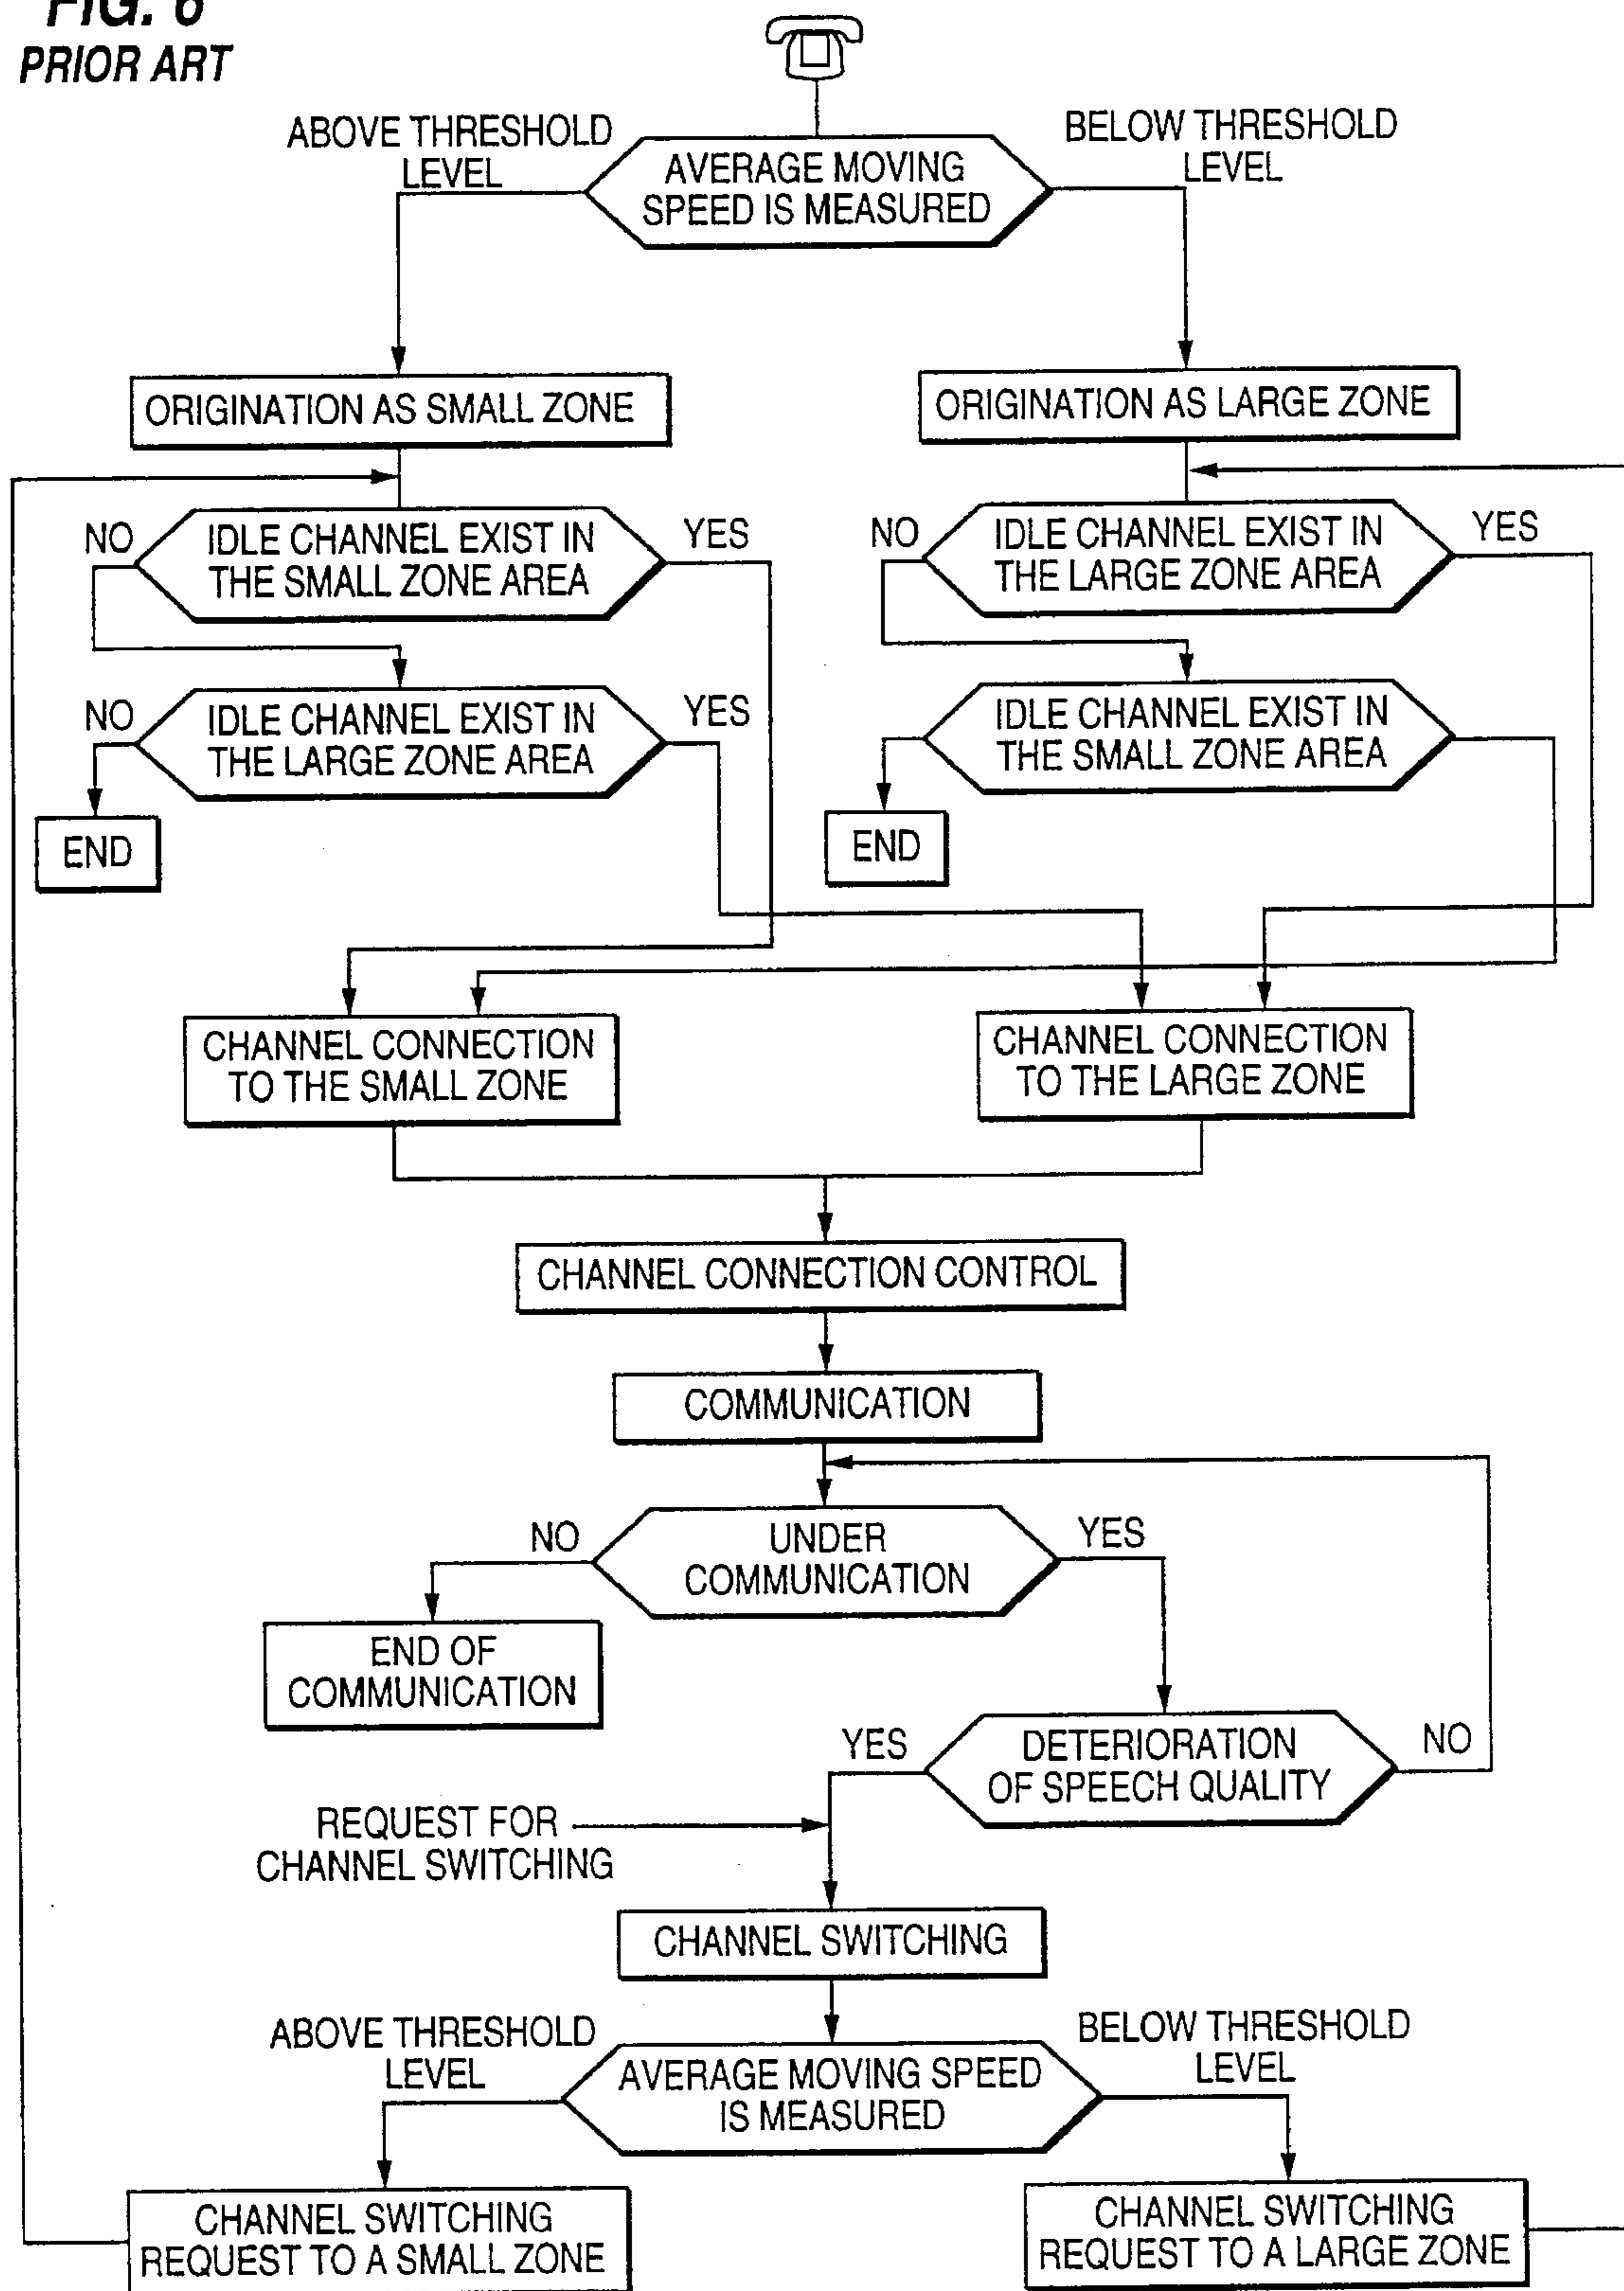 FIG. 6
PRIOR ART
ABOVE THRESHOLD
LEVEL
AVERAGE MOVING
SPEED IS MEASURED
BELOW THRESHOLD
LEVEL
ORIGINATION AS SMALL ZONE
ORIGINATION AS LARGE ZONE
NO
IDLE CHANNEL EXIST IN
THE SMALL ZONE AREA
YES
NO
IDLE CHANNEL EXIST IN
THE LARGE ZONE AREA
YES
NO
IDLE CHANNEL EXIST IN
THE LARGE ZONE AREA
YES
IDLE CHANNEL EXIST IN
THE SMALL ZONE AREA
END
END
CHANNEL CONNECTION
TO THE SMALL ZONE
CHANNEL CONNECTION
TO THE LARGE ZONE
CHANNEL CONNECTION CONTROL
COMMUNICATION
NO
UNDER
COMMUNICATION
YES
END OF
COMMUNICATION
YES
DETERIORATION
OF SPEECH QUALITY
NO
REQUEST FOR
CHANNEL SWITCHING
CHANNEL SWITCHING
ABOVE THRESHOLD
LEVEL
AVERAGE MOVING SPEED
IS MEASURED
BELOW THRESHOLD
LEVEL
CHANNEL SWITCHING
REQUEST TO A SMALL ZONE
CHANNEL SWITCHING
REQUEST TO A LARGE ZONE